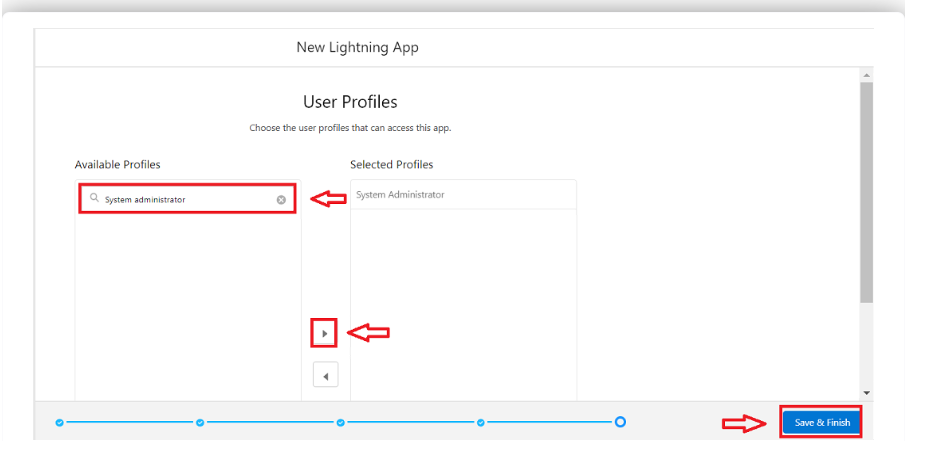 New Lightning App
User Profiles
Choose the user profiles that can access this app.
Available Profiles
Selected Profiles
System administrator
System Administrator
Save & Finish